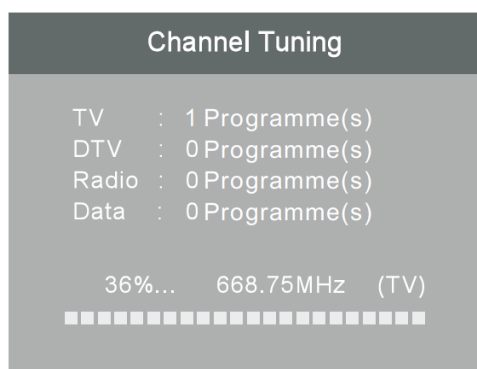 Channel Tuning
TV : 1 Programme(s)
DTV : 0 Programme(s)
Radio : 0 Programme(s)
Data : 0 Programme(s)
36%... 668.75MHz (TV)